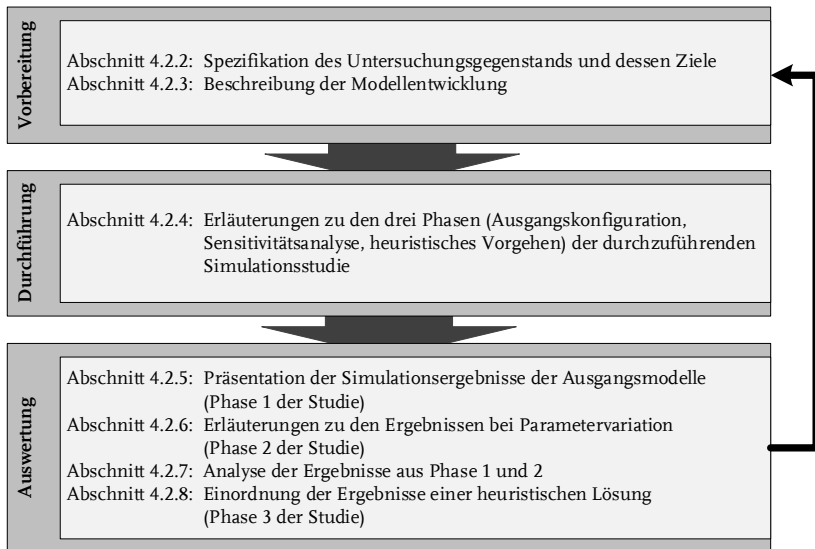 Vorbereitung
Abschnitt 4.2.2: Spezifikation des Untersuchungsgegenstands und dessen Ziele
Abschnitt 4.2.3: Beschreibung der Modellentwicklung
Durchführung
Abschnitt 4.2.4: Erläuterungen zu den drei Phasen (Ausgangskonfiguration,
Sensitivitätsanalyse, heuristisches Vorgehen) der durchzuführenden
Simulationsstudie
Auswertung
Abschnitt 4.2.5: Präsentation der Simulationsergebnisse der Ausgangsmodelle
(Phase 1 der Studie)
Abschnitt 4.2.6: Erläuterungen zu den Ergebnissen bei Parametervariation
(Phase 2 der Studie)
Abschnitt 4.2.7: Analyse der Ergebnisse aus Phase 1 und 2
Abschnitt 4.2.8: Einordnung der Ergebnisse einer heuristischen Lösung
(Phase 3 der Studie)